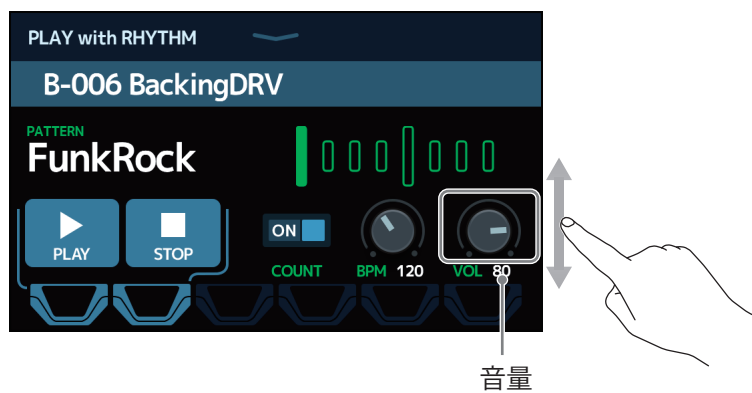 PLAY with RHYTHM
B-006 BackingDRV
PATTERN
FunkRock
PLAY
STOP
ON
COUNT
BPM 120
VOL 80
音量